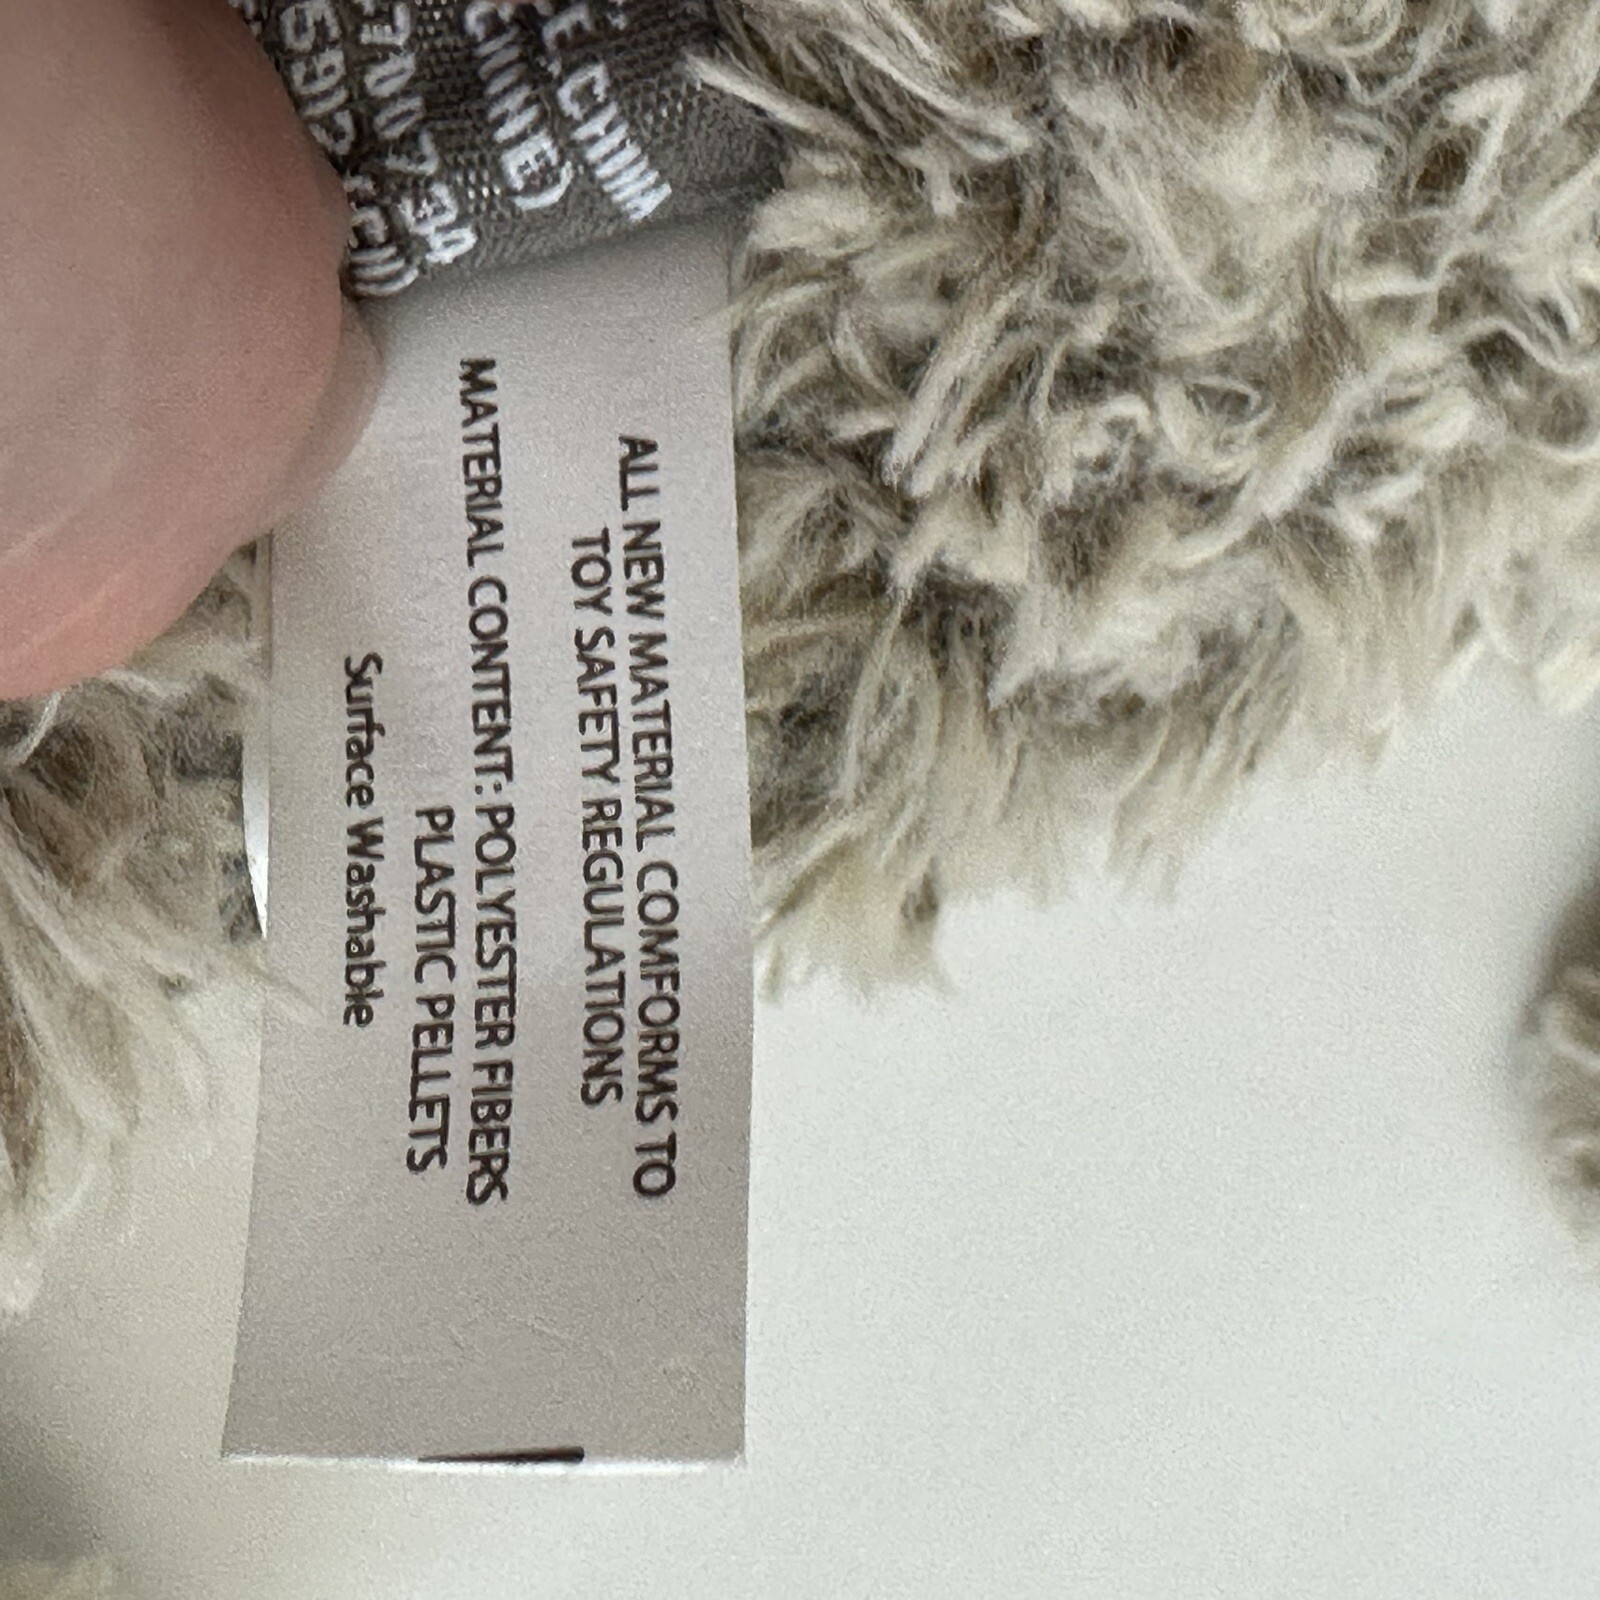 ALL NEW MATERIAL COMFORMS TO
TOY SAFETY REGULATIONS
MATERIAL CONTENT: POLYESTER FIBERS
PLASTIC PELLETS
Surface Washable